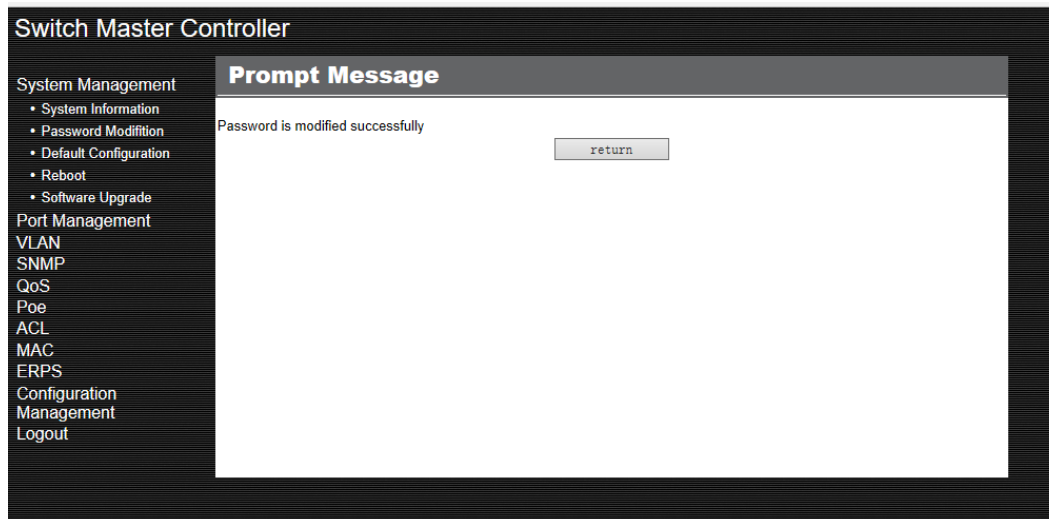 Switch Master Controller
System Management
• System Information
• Password Modifition
• Default Configuration
• Reboot
• Software Upgrade
Port Management
VLAN
SNMP
QoS
Poe
ACL
MAC
ERPS
Configuration
Management
Logout
Prompt Message
Password is modified successfully
return